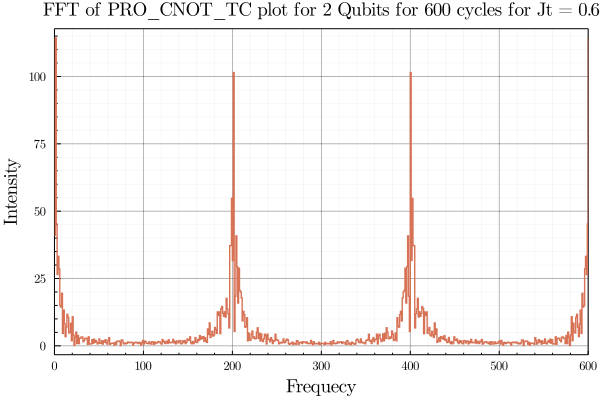 FFT of PRO_CNOT_TC plot for 2 Qubits for 600 cycles for Jt = 0.6
100
75
50
25
0
Intensity
0 100 200 300 400 500 600
Frequecy